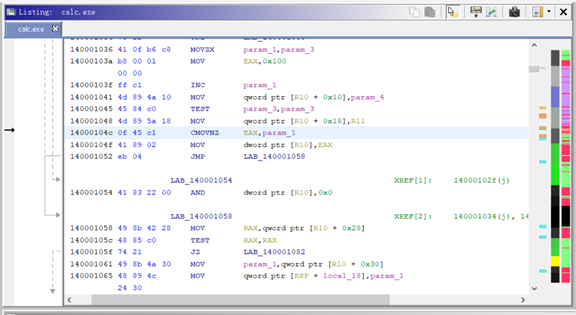 Listing: calc.exe
calc.exe
140001036 41 0f b6 c8 MOVZX param_1,param_3
14000103a b8 00 01 MOV EAX,0x100
00 00
14000103f ff c1 INC param_1
140001041 4d 89 4a 10 MOV qword ptr [R10 + 0x10],param_4
140001045 45 84 c0 TEST param_3,param_3
140001048 4d 89 5a 18 MOV qword ptr [R10 + 0x18],R11
14000104c 0f 45 c1 CMOVNZ EAX,param_1
14000104f 41 89 02 MOV dword ptr [R10],EAX
140001052 eb 04 JMP LAB_140001058
LAB_140001054 XREF[1]: 14000102f(j)
140001054 41 83 22 00 AND dword ptr [R10],0x0
LAB_140001058 XREF[2]: 140001034(j), 14
140001058 49 8b 42 28 MOV RAX,qword ptr [R10 + 0x28]
14000105c 48 85 c0 TEST RAX,RAX
14000105f 74 21 JZ LAB_140001082
140001061 49 8b 4a 30 MOV param_1,qword ptr [R10 + 0x30]
140001065 48 89 4c MOV qword ptr [RSP + local_18],param_1
24 30